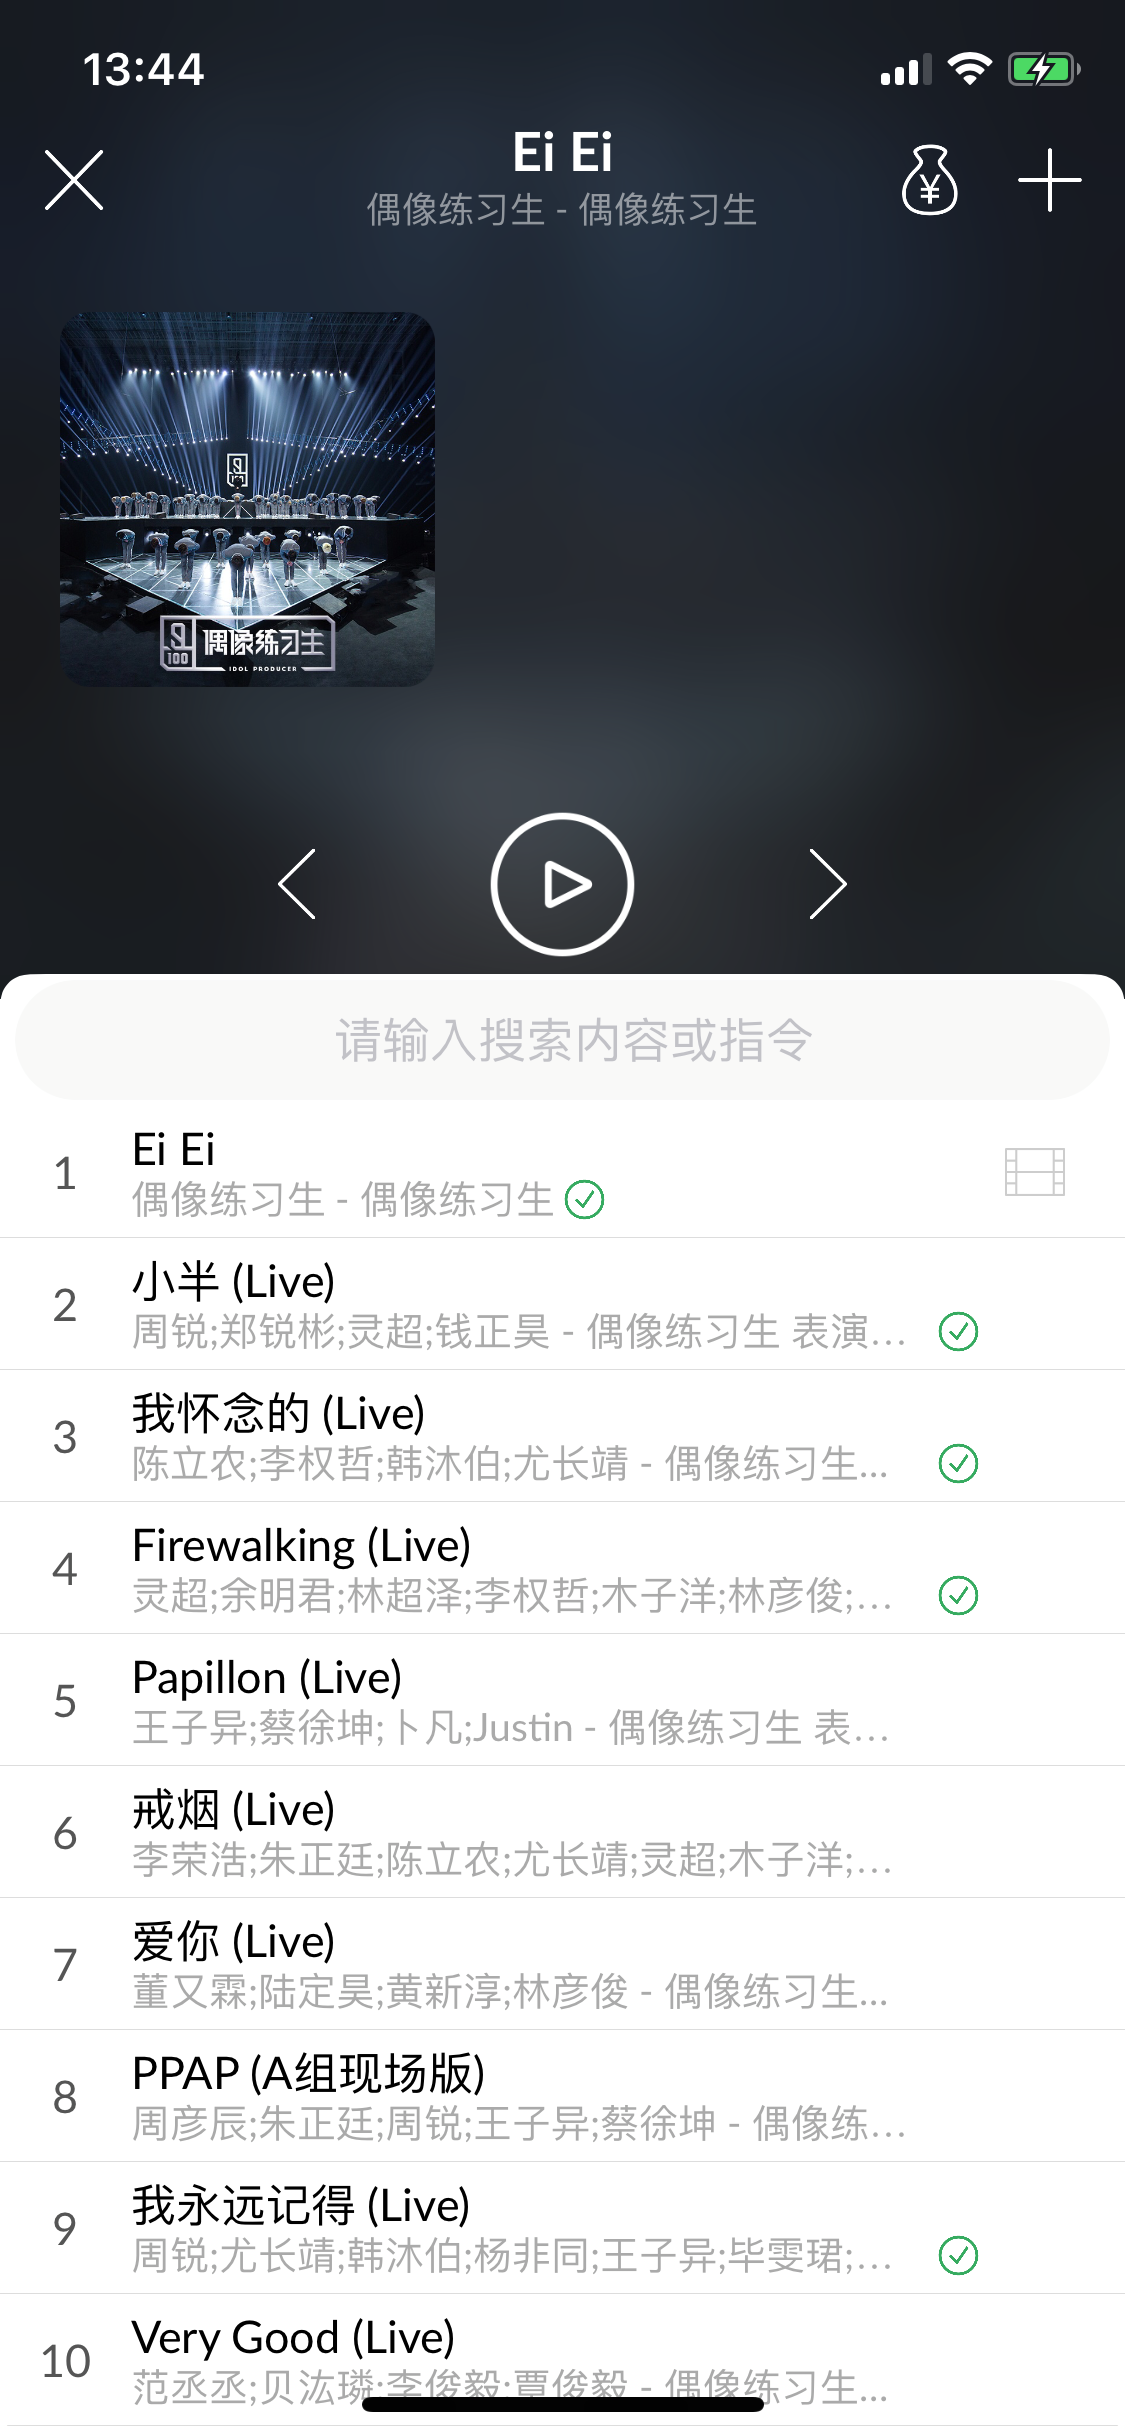 13:44
Ei Ei
偶像练习生 - 偶像练习生
¥
9
100
偶像练习生
IDOL PRODUCER
请输入搜索内容或指令
1
Ei Ei
偶像练习生 - 偶像练习生
2
小半 (Live)
周锐;郑锐彬;灵超;钱正昊 - 偶像练习生 表演...
3
我怀念的 (Live)
陈立农;李权哲;韩沐伯;尤长靖 - 偶像练习生...
4
Firewalking (Live)
灵超;余明君;林超泽;李权哲;木子洋;林彦俊;...
5
Papillon (Live)
王子异;蔡徐坤;卜凡;Justin - 偶像练习生 表...
6
戒烟 (Live)
李荣浩;朱正廷;陈立农;尤长靖;灵超;木子洋;...
7
爱你 (Live)
董又霖;陆定昊;黄新淳;林彦俊 - 偶像练习生...
8
PPAP (A组现场版)
周彦辰;朱正廷;周锐;王子异;蔡徐坤 - 偶像练...
9
我永远记得 (Live)
周锐;尤长靖;韩沐伯;杨非同;王子异;毕雯珺;...
10
Very Good (Live)
范丞丞;贝汯璘;李俊毅;覃俊毅 - 偶像练习生...